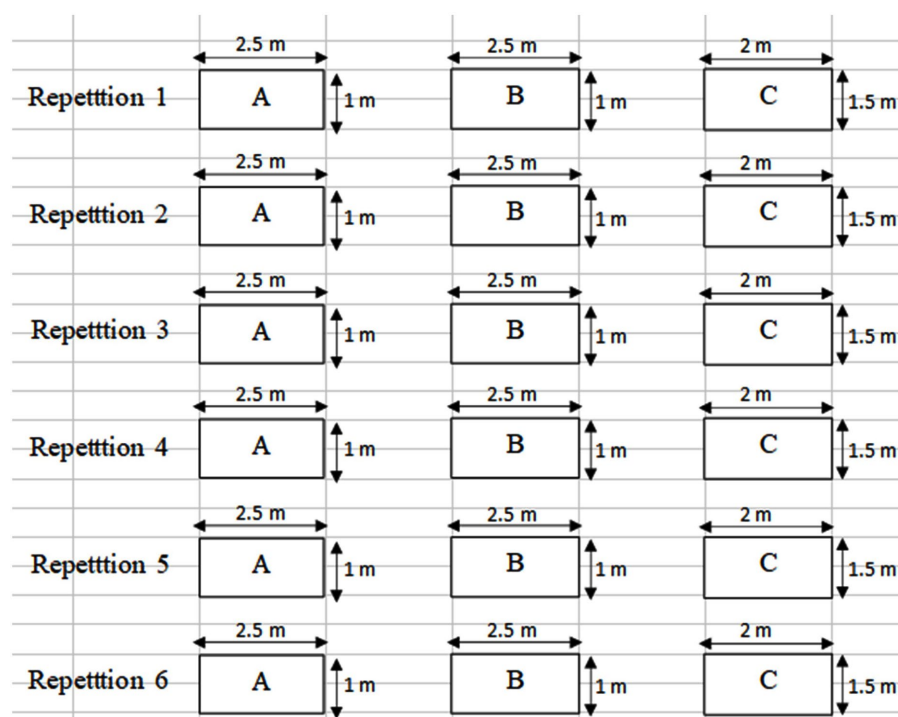 2.5 m 2.5 m 2 m
Repetttion 1 A 1 m B 1 m C 1.5 m
2.5 m 2.5 m 2 m
Repetttion 2 A 1 m B 1 m C 1.5 m
2.5 m 2.5 m 2 m
Repetttion 3 A 1 m B 1 m C 1.5 m
2.5 m 2.5 m 2 m
Repetttion 4 A 1 m B 1 m C 1.5 m
2.5 m 2.5 m 2 m
Repetttion 5 A 1 m B 1 m C 1.5 m
2.5 m 2.5 m 2 m
Repetttion 6 A 1 m B 1 m C 1.5 m